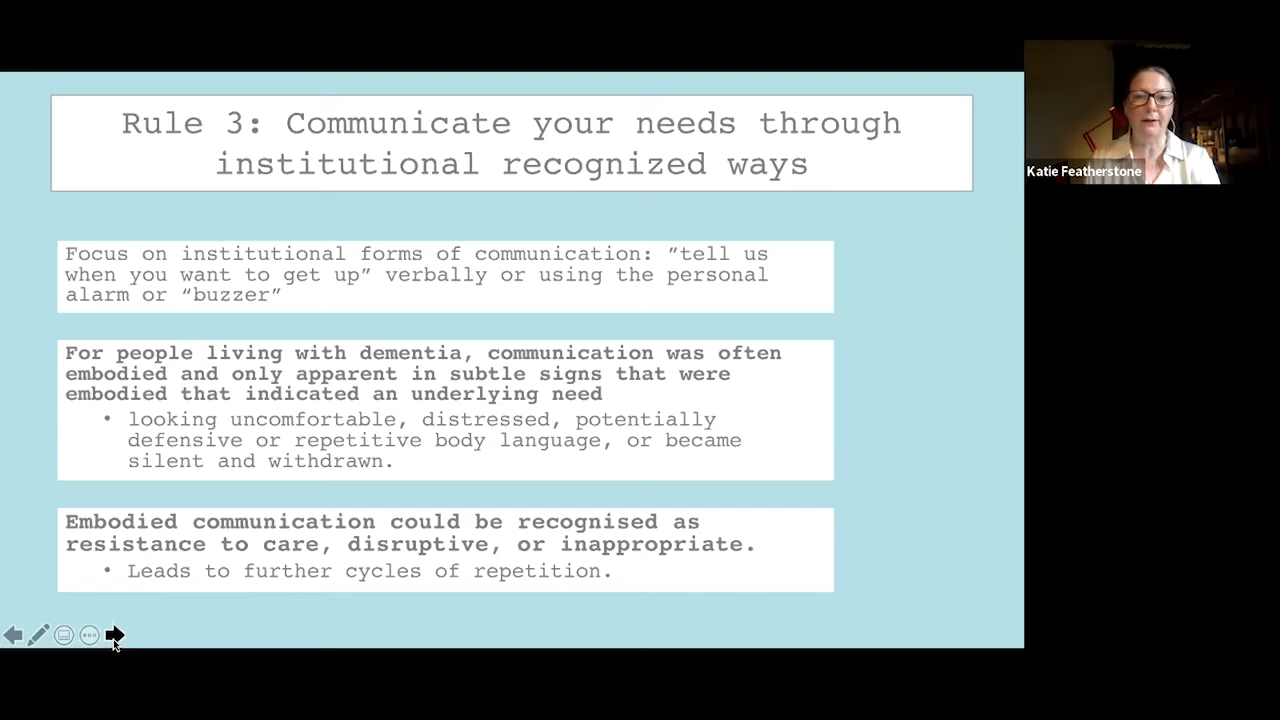 Rule 3: Communicate your needs through
institutional recognized ways
Focus on institutional forms of communication: ”tell us
when you want to get up” verbally or using the personal
alarm or “buzzer”
For people living with dementia, communication was often
embodied and only apparent in subtle signs that were
embodied that indicated an underlying need
• looking uncomfortable, distressed, potentially
defensive or repetitive body language, or became
silent and withdrawn.
Embodied communication could be recognised as
resistance to care, disruptive, or inappropriate.
• Leads to further cycles of repetition.
Katie Featherstone